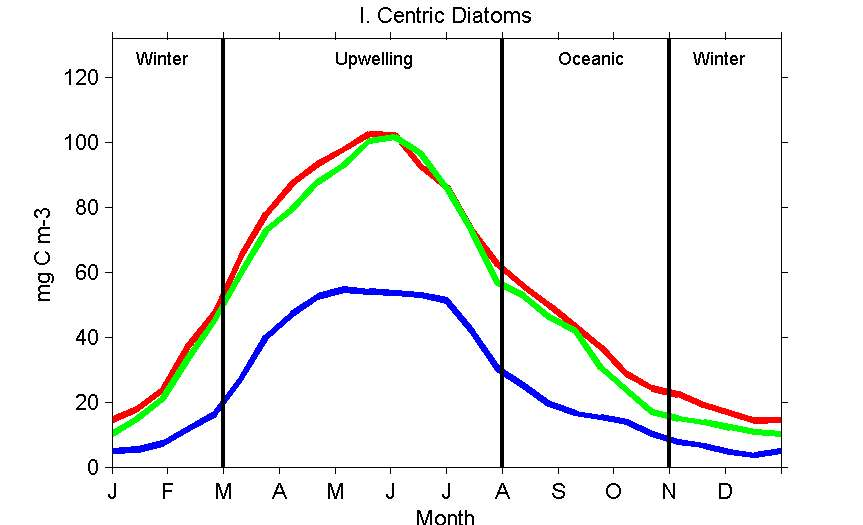 I. Centric Diatoms
Winter Upwelling Oceanic Winter
120
100
80
60
40
20
0
mg C m-3
J F M A M J J A S O N D
Month